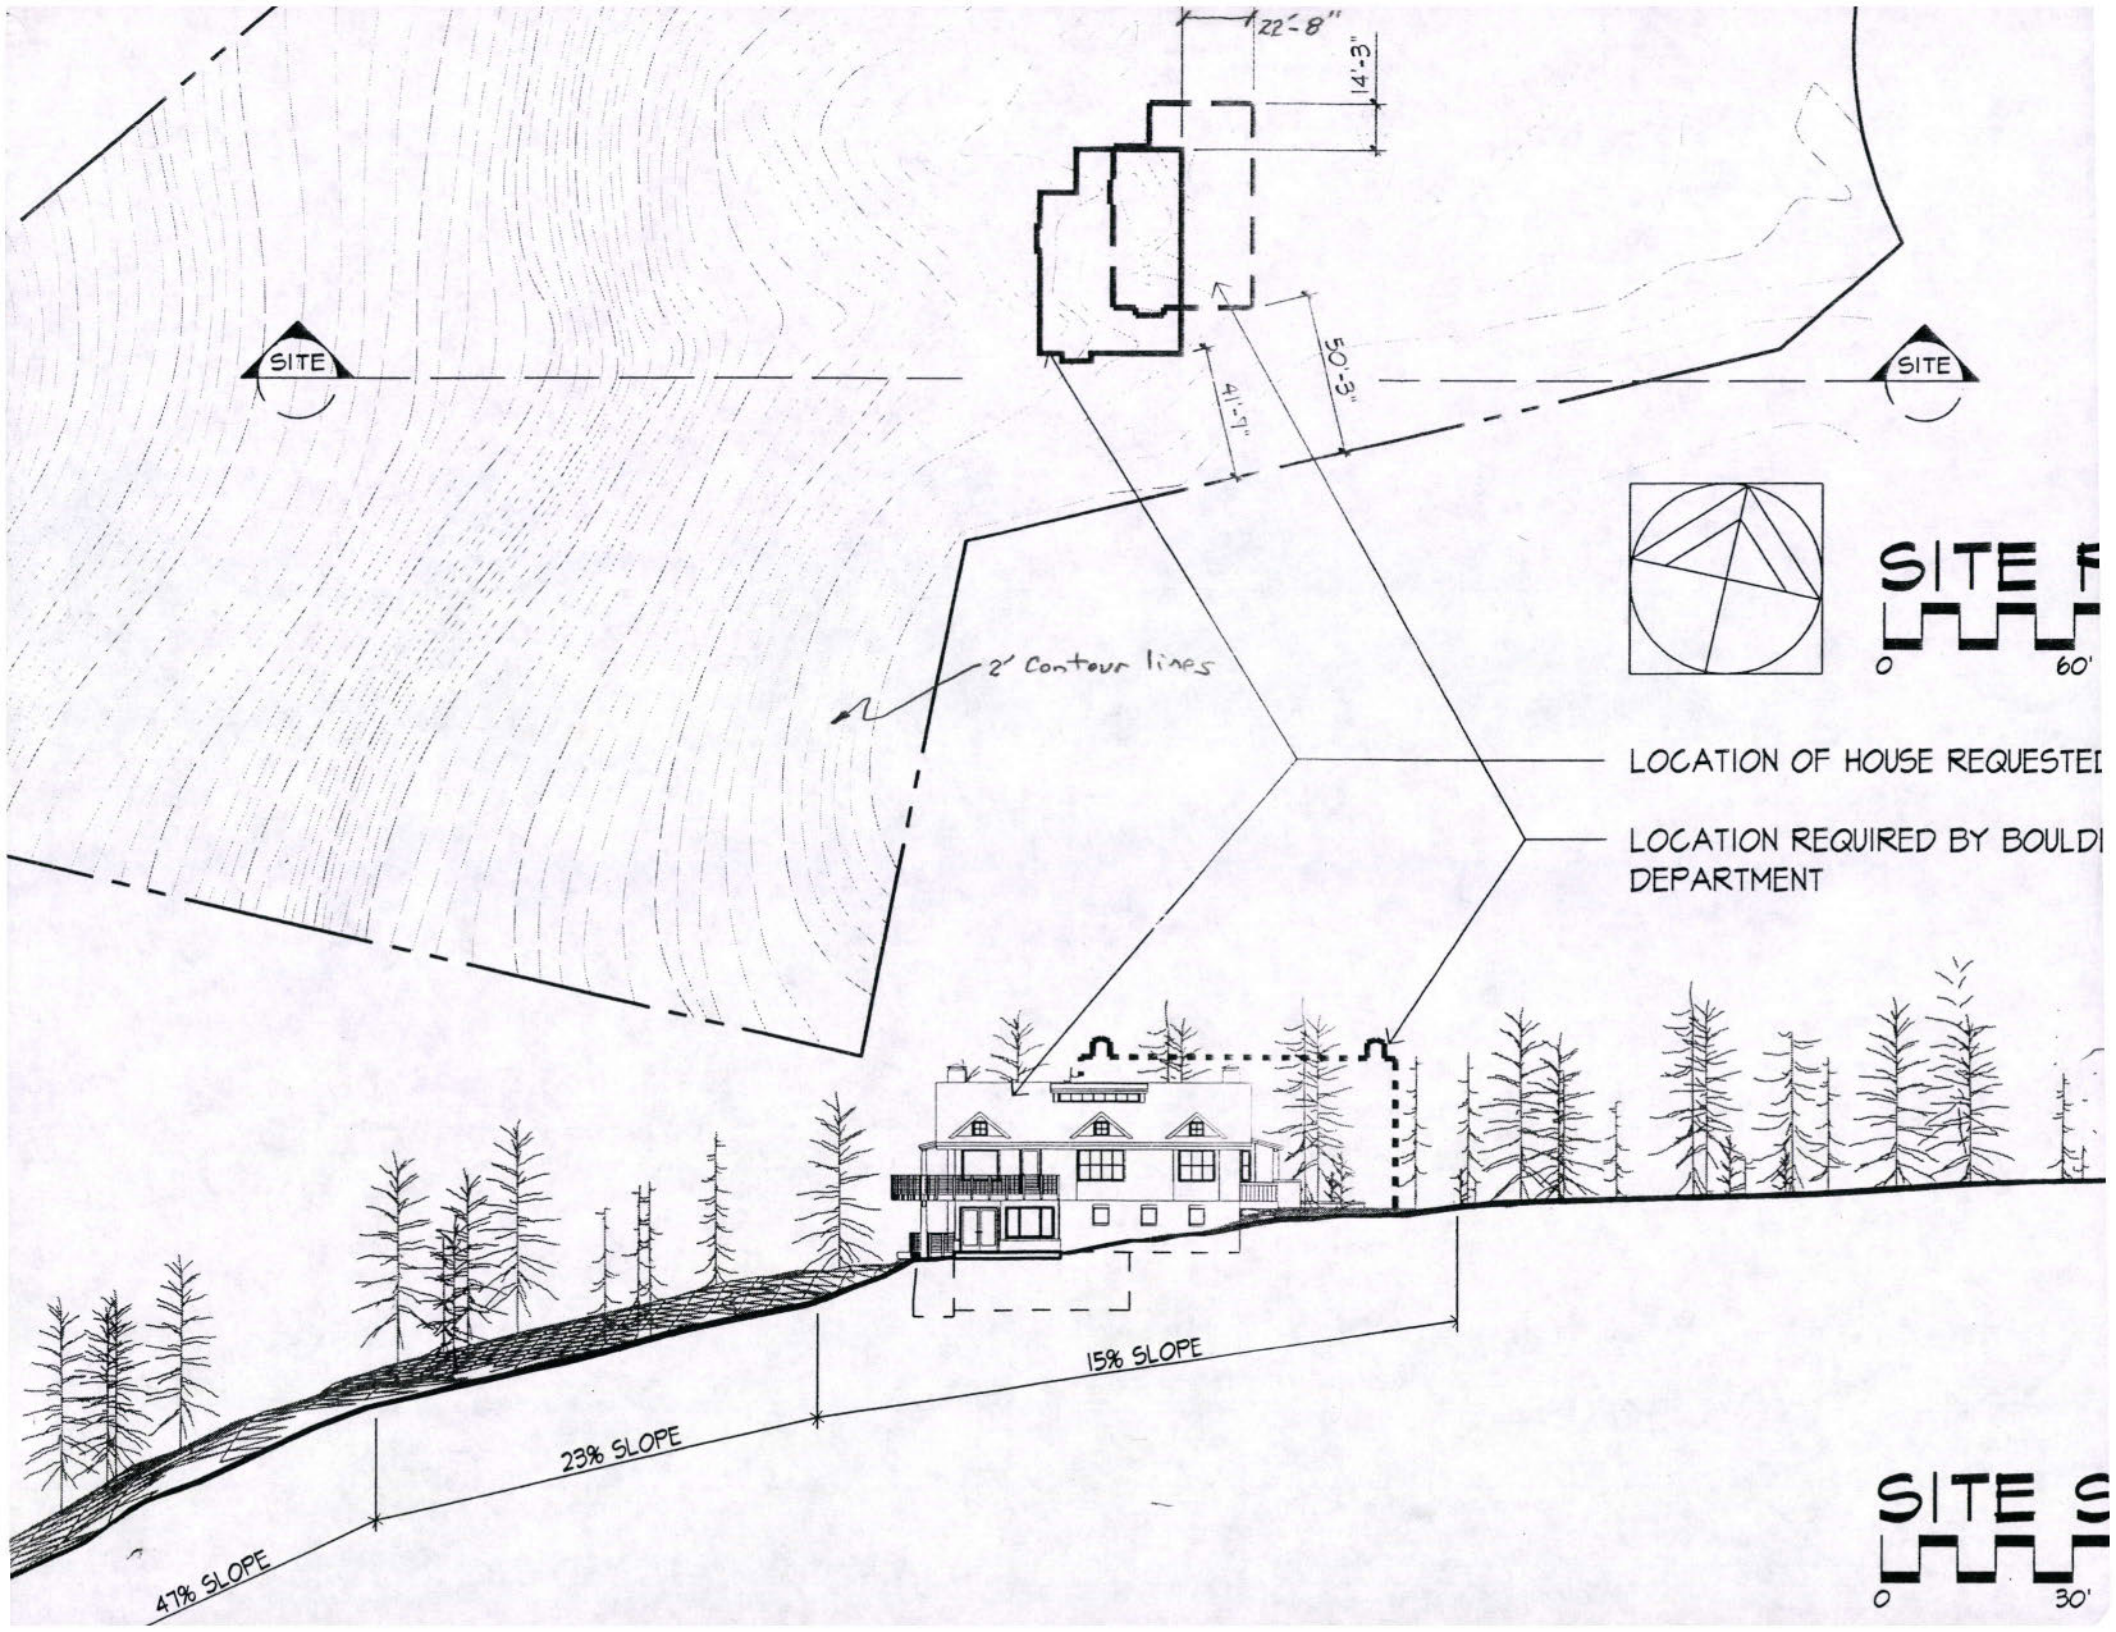 22'-8"
14'-3"
SITE
50'-3"
SITE
41'-7"
SITE P
0 60'
2' Contour lines
LOCATION OF HOUSE REQUESTED
LOCATION REQUIRED BY BOULD
DEPARTMENT
15% SLOPE
23% SLOPE
47% SLOPE
SITE S
0 30'